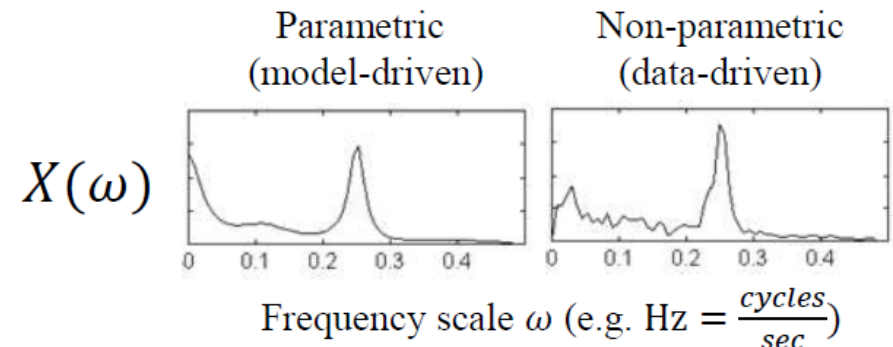 Parametric Non-parametric
(model-driven) (data-driven)
X(ω)
0 0.1 0.2 0.3 0.4 0 0.1 0.2 0.3 0.4
Frequency scale ω (e.g. Hz = cycles/sec)